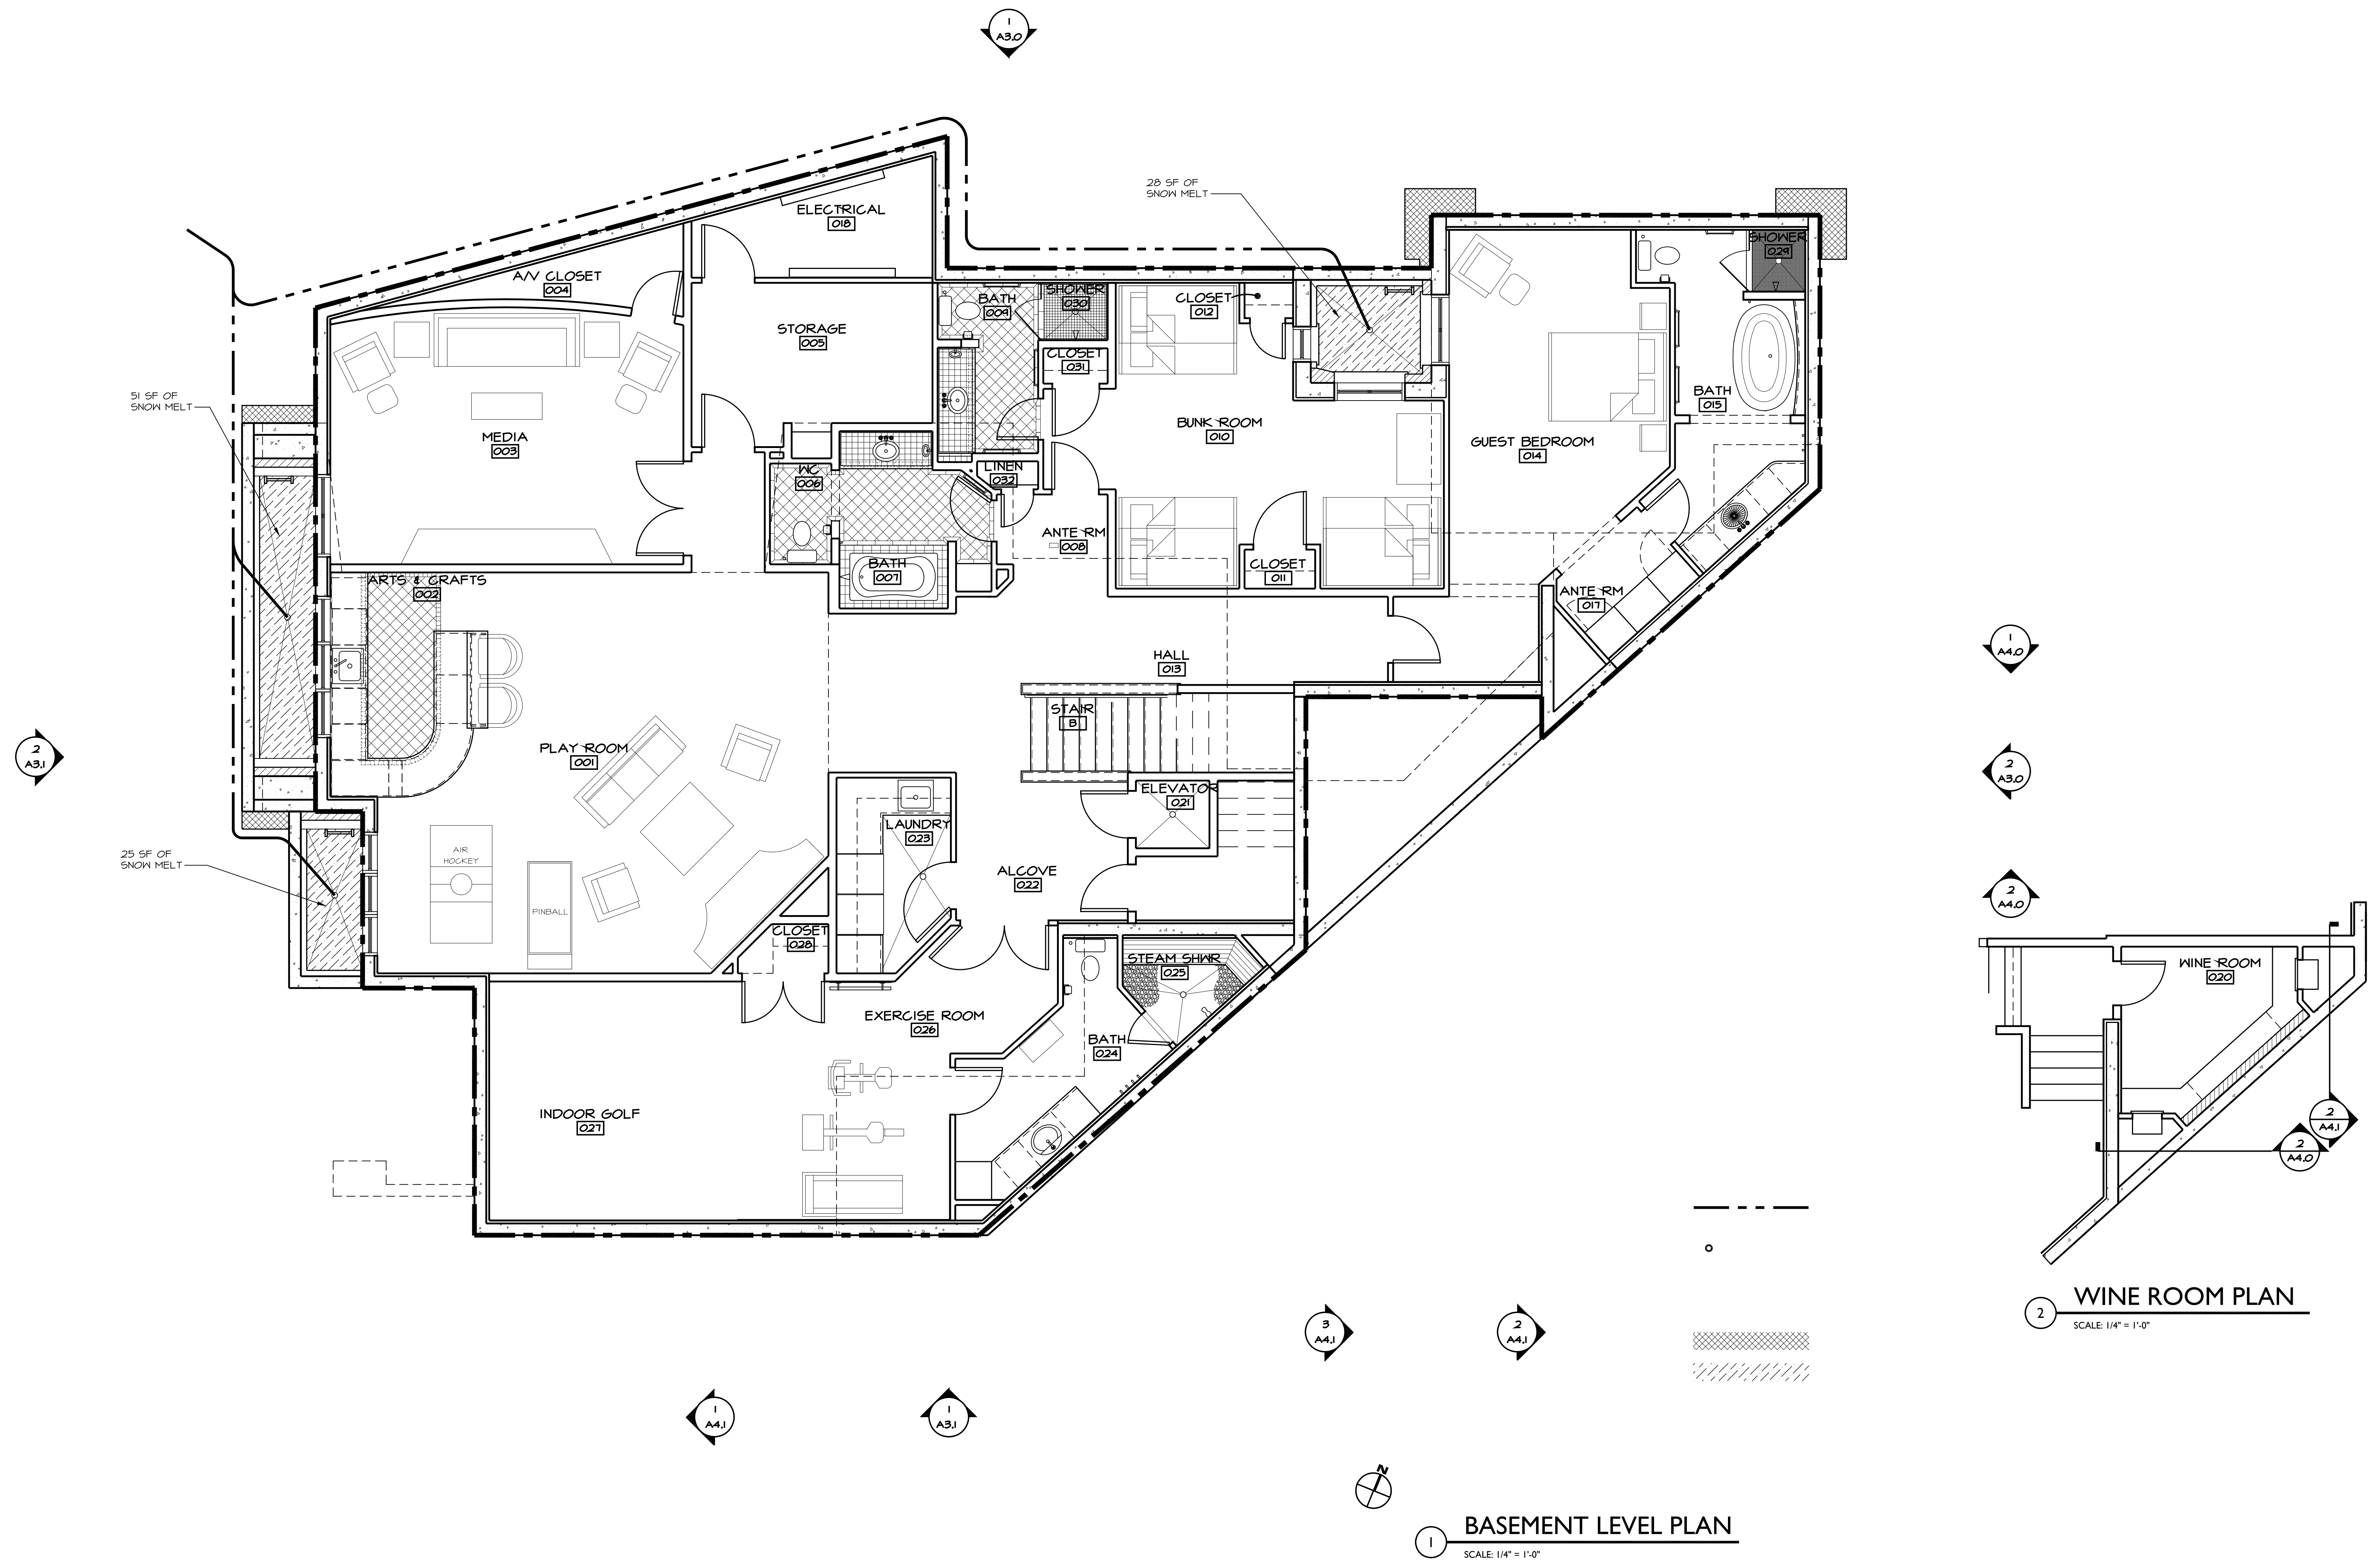 1
A3.0
28 SF OF
SNOW MELT
ELECTRICAL
018
A/V CLOSET
004
SHOWER
029
STORAGE
005
BATH
009
SHOWER
030
CLOSET
012
CLOSET
031
51 SF OF
SNOW MELT
MEDIA
003
BUNK ROOM
010
GUEST BEDROOM
014
BATH
015
WC
006
LINEN
032
ANTE RM
008
BATH
007
CLOSET
011
ARTS & CRAFTS
002
ANTE RM
017
HALL
013
1
A4.0
STAIR
B
PLAY ROOM
001
2
A3.1
2
A3.0
ELEVATOR
021
LAUNDRY
023
AIR
HOCKEY
25 SF OF
SNOW MELT
PINBALL
ALCOVE
022
2
A4.0
CLOSET
028
STEAM SHWR
025
WINE ROOM
020
EXERCISE ROOM
026
BATH
024
INDOOR GOLF
027
2
A4.1
2
A4.0
2
WINE ROOM PLAN
SCALE: 1/4" = 1'-0"
3
A4.1
2
A4.1
1
A4.1
1
A3.1
N
1
BASEMENT LEVEL PLAN
SCALE: 1/4" = 1'-0"